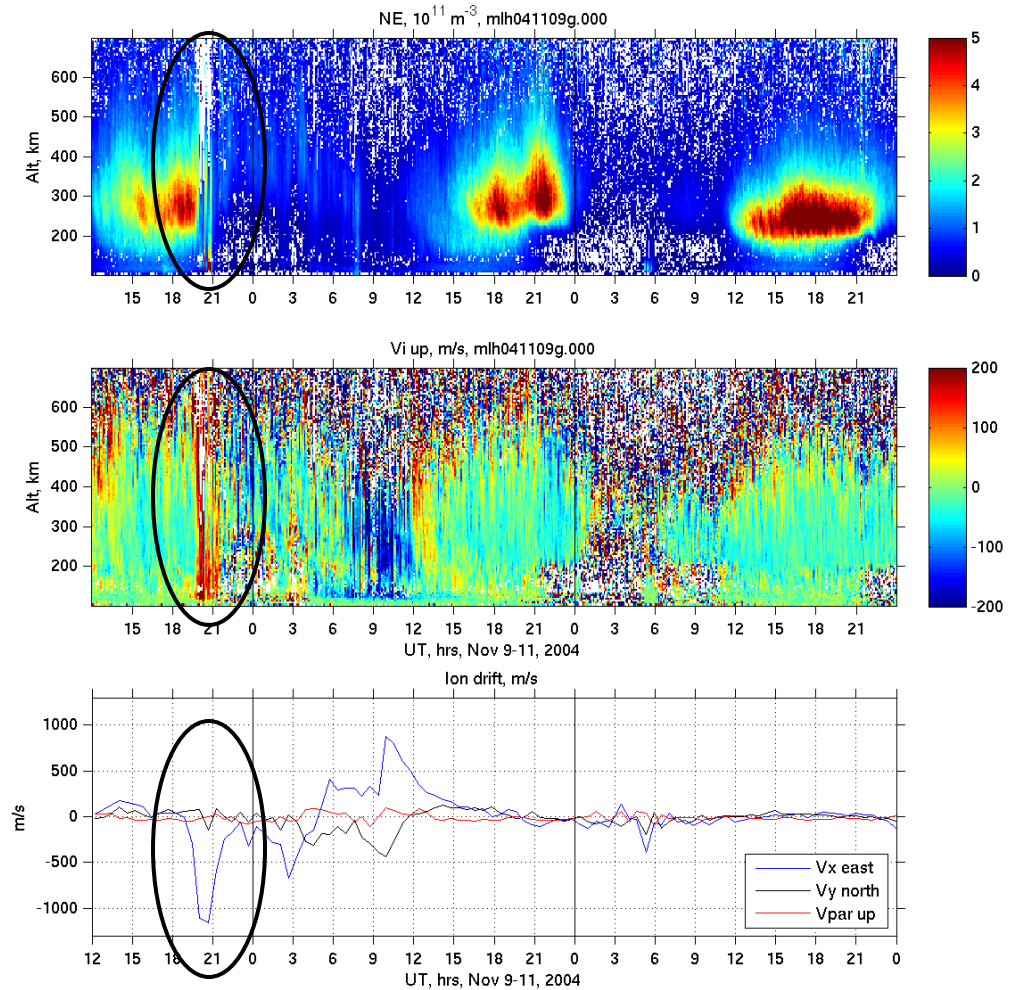 NE, 10^11 m^-3, mlh041109g.000
Alt, km
600
500
400
300
200
15 18 21 0 3 6 9 12 15 18 21 0 3 6 9 12 15 18 21
5
4
3
2
1
0
Vi up, m/s, mlh041109g.000
Alt, km
600
500
400
300
200
15 18 21 0 3 6 9 12 15 18 21 0 3 6 9 12 15 18 21
UT, hrs, Nov 9-11, 2004
200
100
0
-100
-200
Ion drift, m/s
m/s
1000
500
0
-500
-1000
Vx east
Vy north
Vpar up
12 15 18 21 0 3 6 9 12 15 18 21 0 3 6 9 12 15 18 21 0
UT, hrs, Nov 9-11, 2004